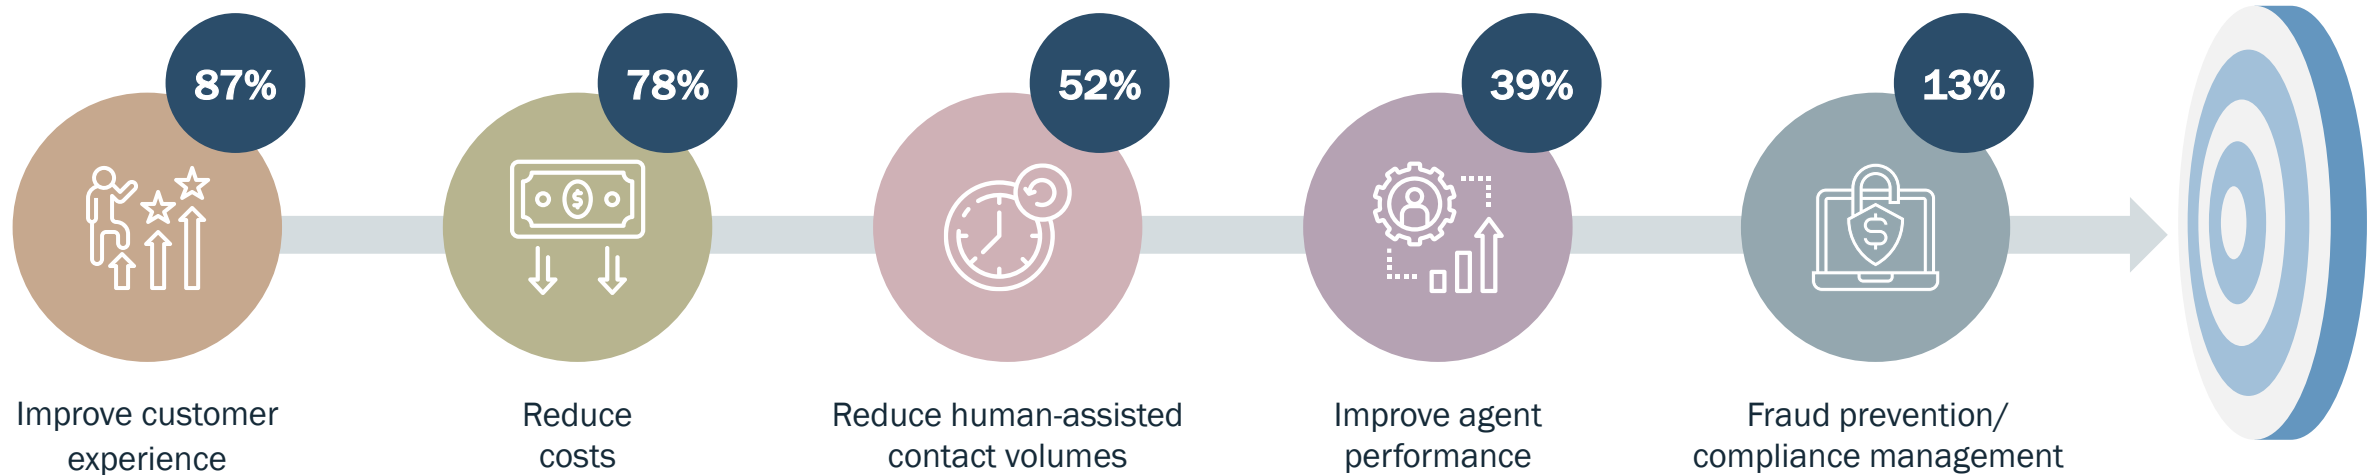 87%
78%
52%
39%
13%
Improve customer
experience
Reduce
costs
Reduce human-assisted
contact volumes
Improve agent
performance
Fraud prevention/
compliance management